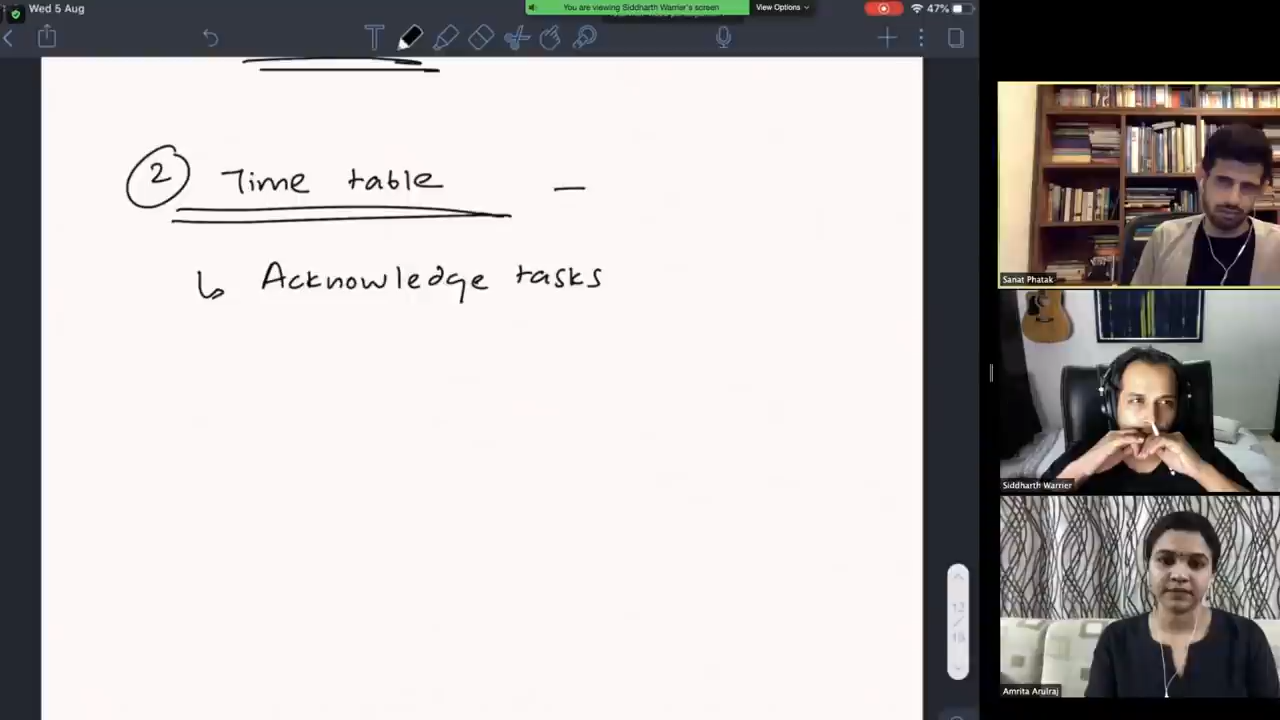 Wed 5 Aug
You are viewing Siddharth Warrier's screen
View Options
47%
T
2 Time table —
↳ Acknowledge tasks
Sanat Phatak
Siddharth Warrier
Amrita Arulraj